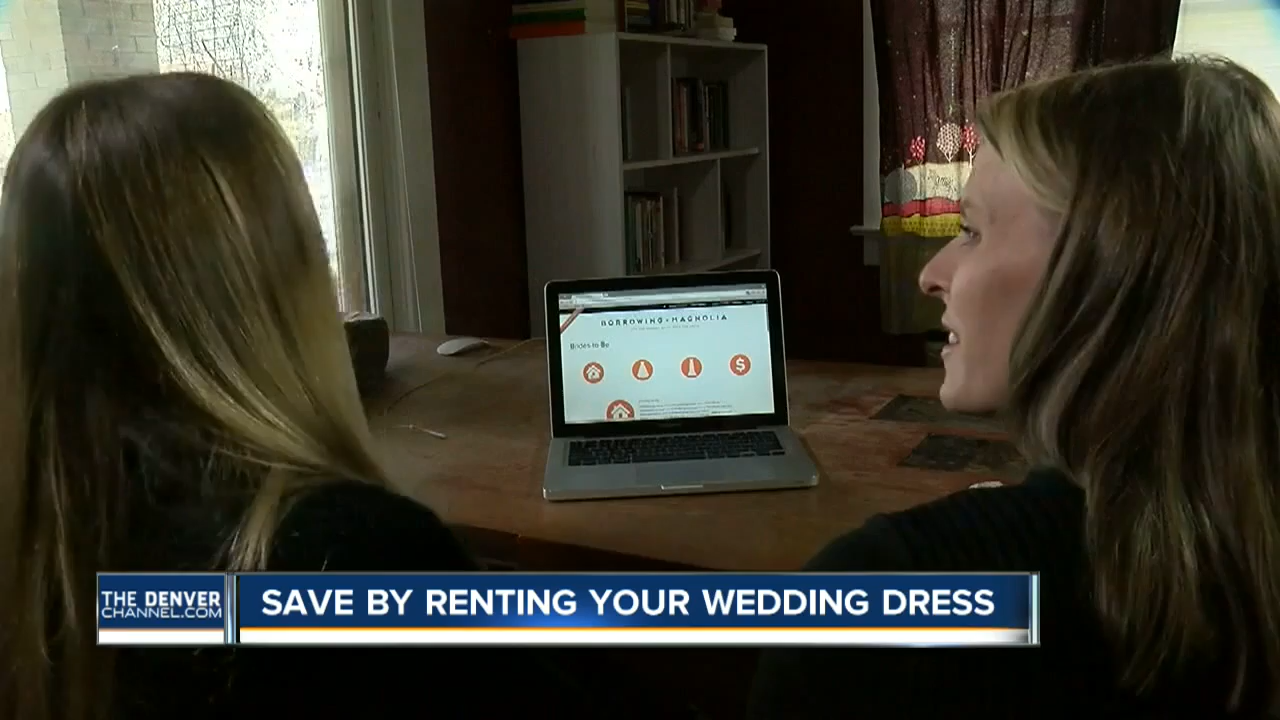 BORROWING MAGNOLIA
Brides-to-Be
$
THE DENVER
CHANNEL.COM
SAVE BY RENTING YOUR WEDDING DRESS